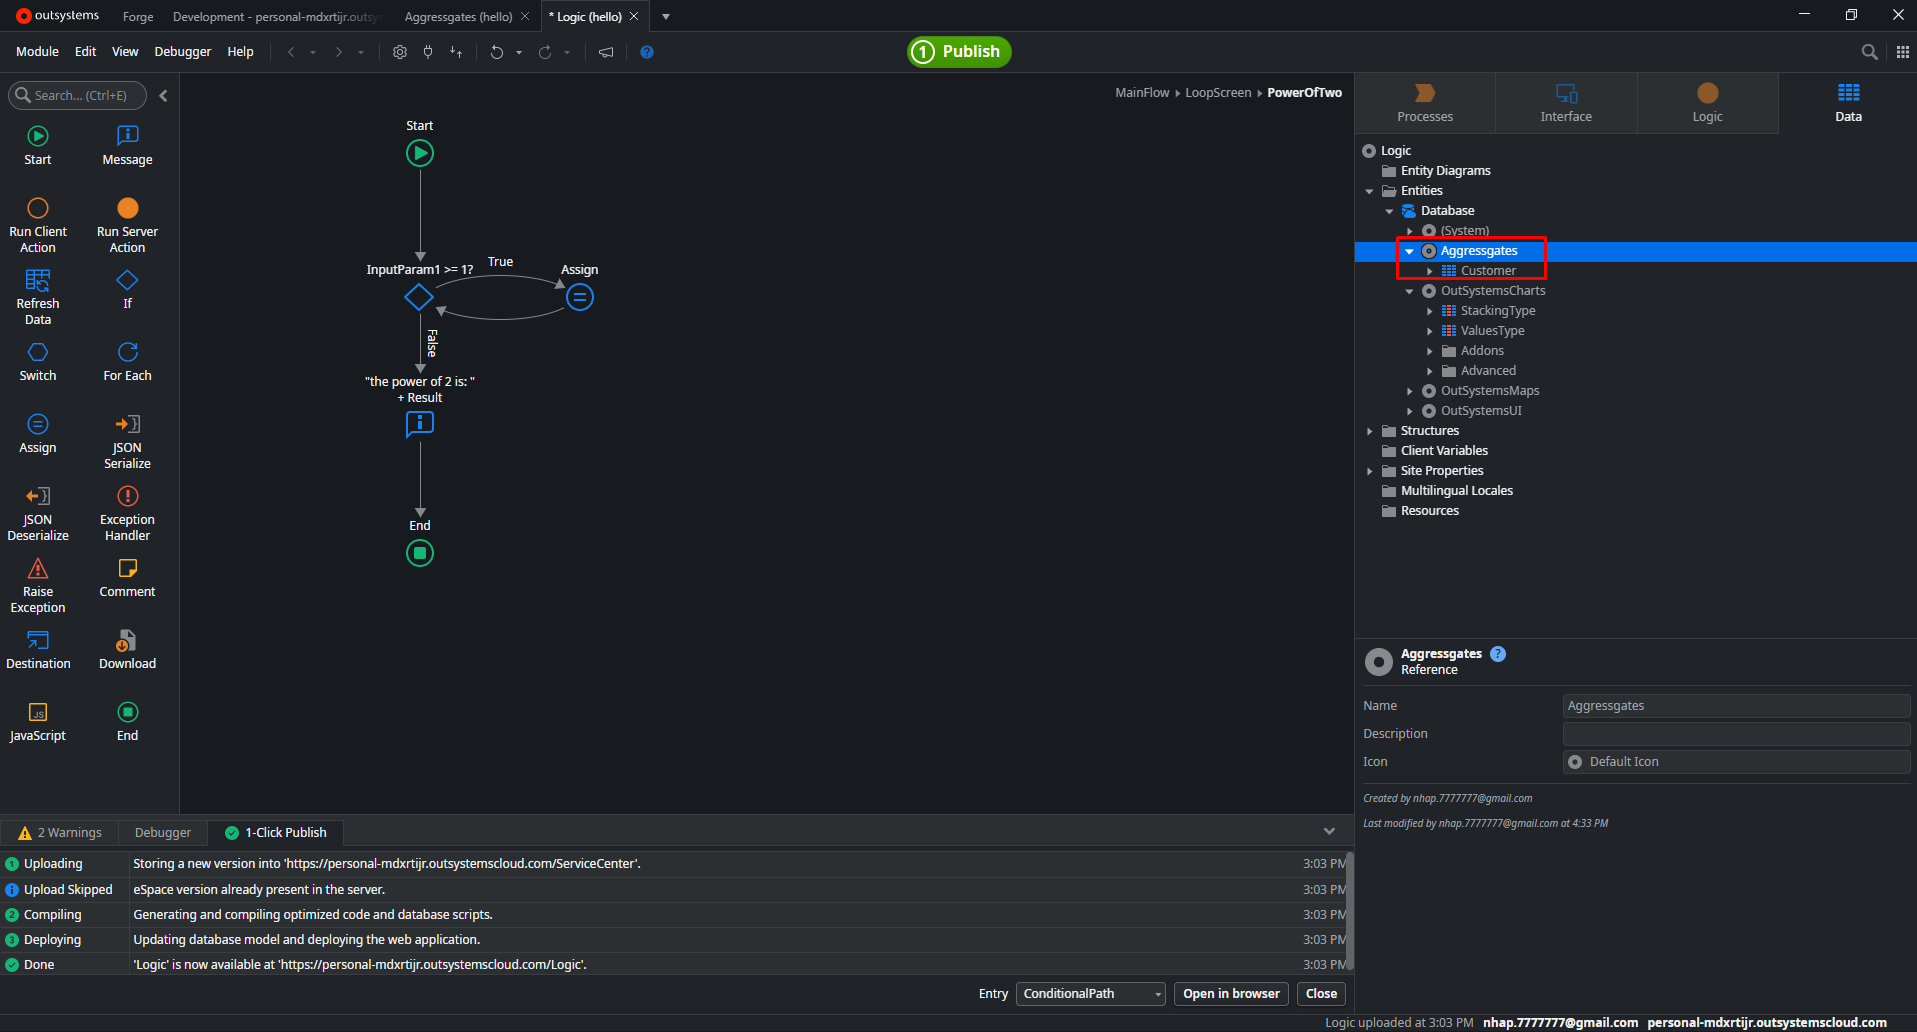 outsystems
Forge
Development - personal-mdxrtijr.outsys
Aggressgates (hello)
* Logic (hello)
Module Edit View Debugger Help
1 Publish
Search... (Ctrl+E)
Start
Message
Run Client Action
Run Server Action
Refresh Data
If
Switch
For Each
Assign
JSON Serialize
JSON Deserialize
Exception Handler
Raise Exception
Comment
Destination
Download
JS
JavaScript
End
MainFlow LoopScreen PowerOfTwo
Start
InputParam1 >= 1?
True
Assign
False
"the power of 2 is: "
+ Result
End
Processes
Interface
Logic
Data
Logic
Entity Diagrams
Entities
Database
(System)
Aggressgates
Customer
OutSystemsCharts
StackingType
ValuesType
Addons
Advanced
OutSystemsMaps
OutSystemsUI
Structures
Client Variables
Site Properties
Multilingual Locales
Resources
Aggressgates ?
Reference
Name Aggressgates
Description
Icon Default Icon
Created by nhap.7777777@gmail.com
Last modified by nhap.7777777@gmail.com at 4:33 PM
2 Warnings
Debugger
1-Click Publish
1 Uploading Storing a new version into 'https://personal-mdxrtijr.outsystemscloud.com/ServiceCenter'. 3:03 PM
Upload Skipped eSpace version already present in the server. 3:03 PM
2 Compiling Generating and compiling optimized code and database scripts. 3:03 PM
3 Deploying Updating database model and deploying the web application. 3:03 PM
Done 'Logic' is now available at 'https://personal-mdxrtijr.outsystemscloud.com/Logic'. 3:03 PM
Entry ConditionalPath Open in browser Close
Logic uploaded at 3:03 PM nhap.7777777@gmail.com personal-mdxrtijr.outsystemscloud.com